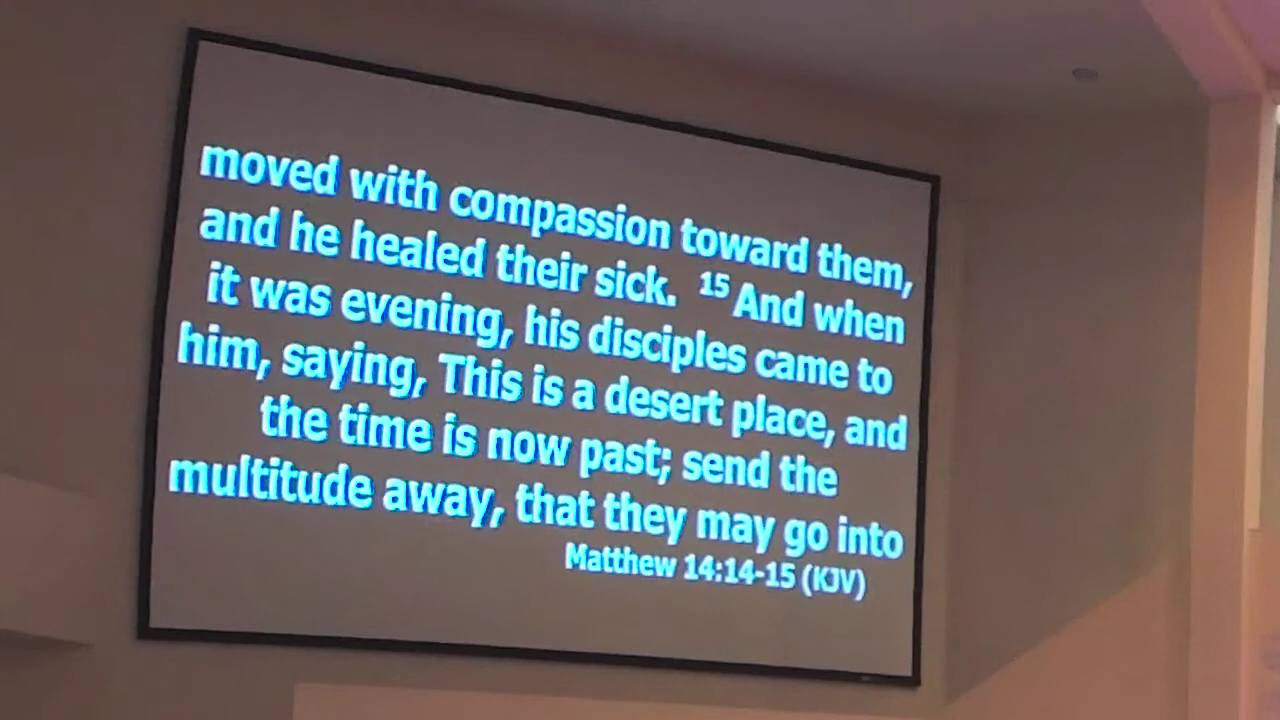 moved with compassion toward them,
and he healed their sick. 15 And when
it was evening, his disciples came to
him, saying, This is a desert place, and
the time is now past; send the
multitude away, that they may go into
Matthew 14:14-15 (KJV)